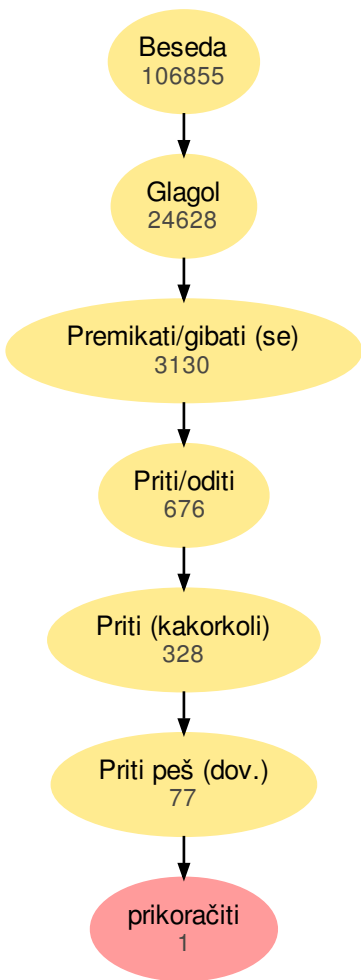 Beseda
106855
Glagol
24628
Premikati/gibati (se)
3130
Priti/oditi
676
Priti (kakorkoli)
328
Priti peš (dov.)
77
prikoračiti
1